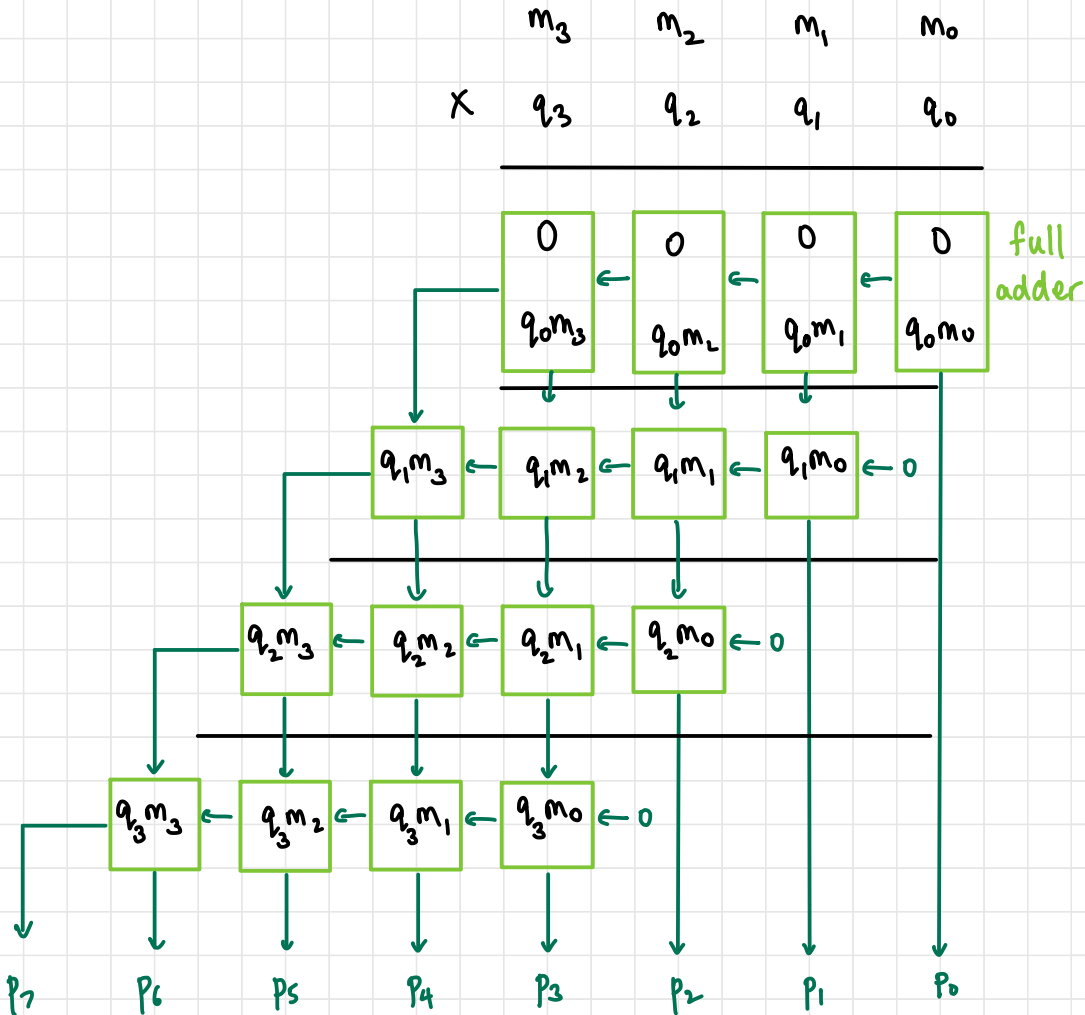 m₃ m₂ m₁ m₀
X q₃ q₂ q₁ q₀
0 0 0 0 full
← ← ← adder
q₀m₃ q₀m₂ q₀m₁ q₀m₀
q₁m₃ ← q₁m₂ ← q₁m₁ ← q₁m₀ ← 0
q₂m₃ ← q₂m₂ ← q₂m₁ ← q₂m₀ ← 0
q₃m₃ ← q₃m₂ ← q₃m₁ ← q₃m₀ ← 0
P₇ P₆ P₅ P₄ P₃ P₂ P₁ P₀